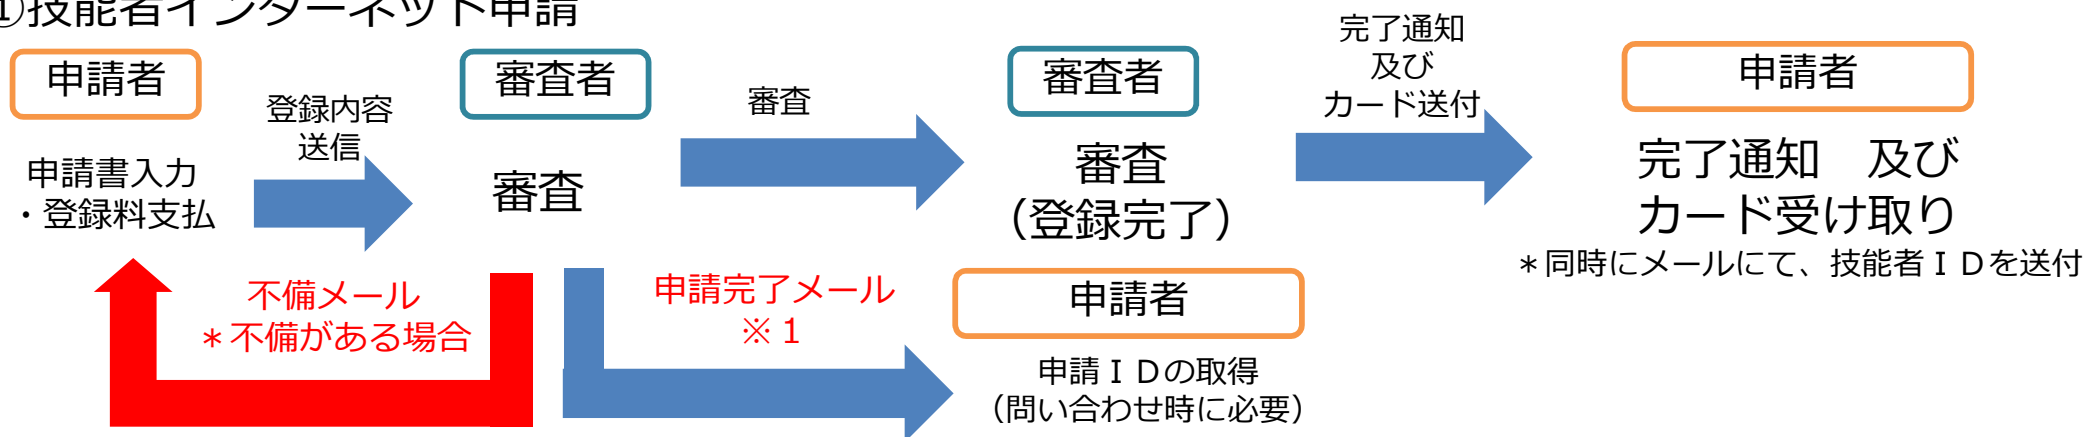 ①技能者インターネット申請
申請者
登録内容
送信
申請書入力
・登録料支払
審査者
審査
審査
審査者
審査
（登録完了）
完了通知
及び
カード送付
申請者
完了通知　及び
カード受け取り
＊同時にメールにて、技能者ＩＤを送付
不備メール
＊不備がある場合
申請完了メール
※１
申請者
申請ＩＤの取得
（問い合わせ時に必要）